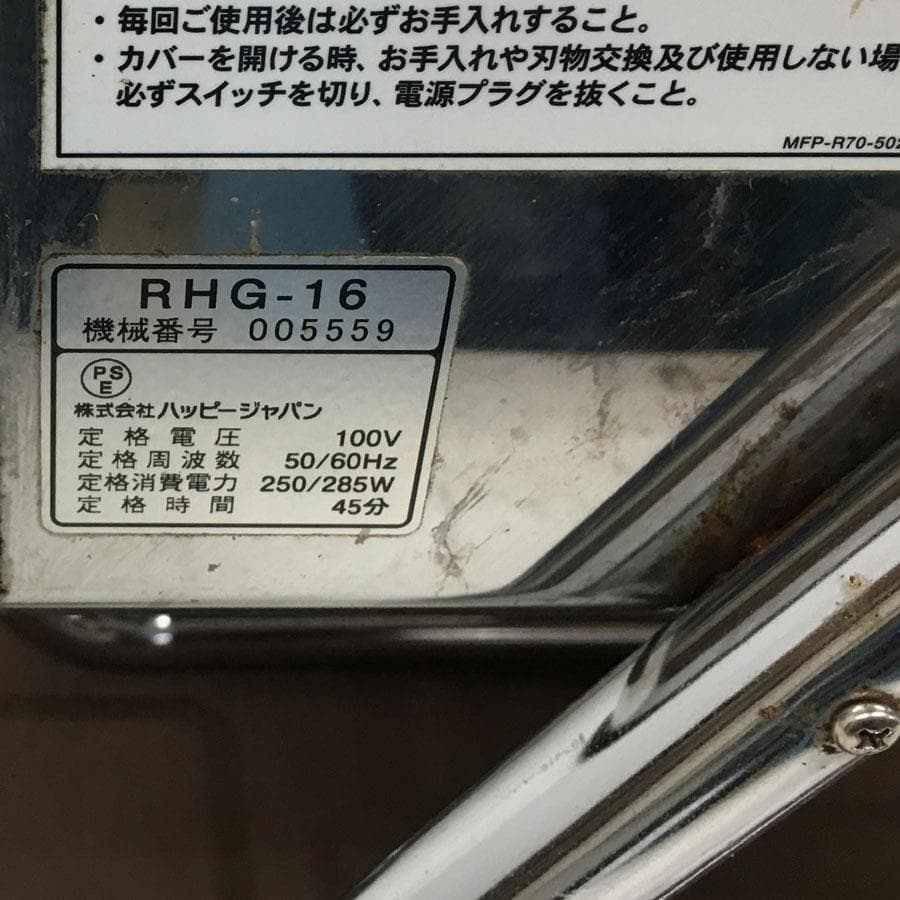 ・毎回ご使用後は必ずお手入れすること。
・カバーを開ける時、お手入れや刃物交換及び使用しない場
必ずスイッチを切り、電源プラグを抜くこと。
MFP-R70-502
RHG-16
機械番号 005559
PS
E
株式会社ハッピージャパン
定格電圧 100V
定格周波数 50/60Hz
定格消費電力 250/285W
定格時間 45分